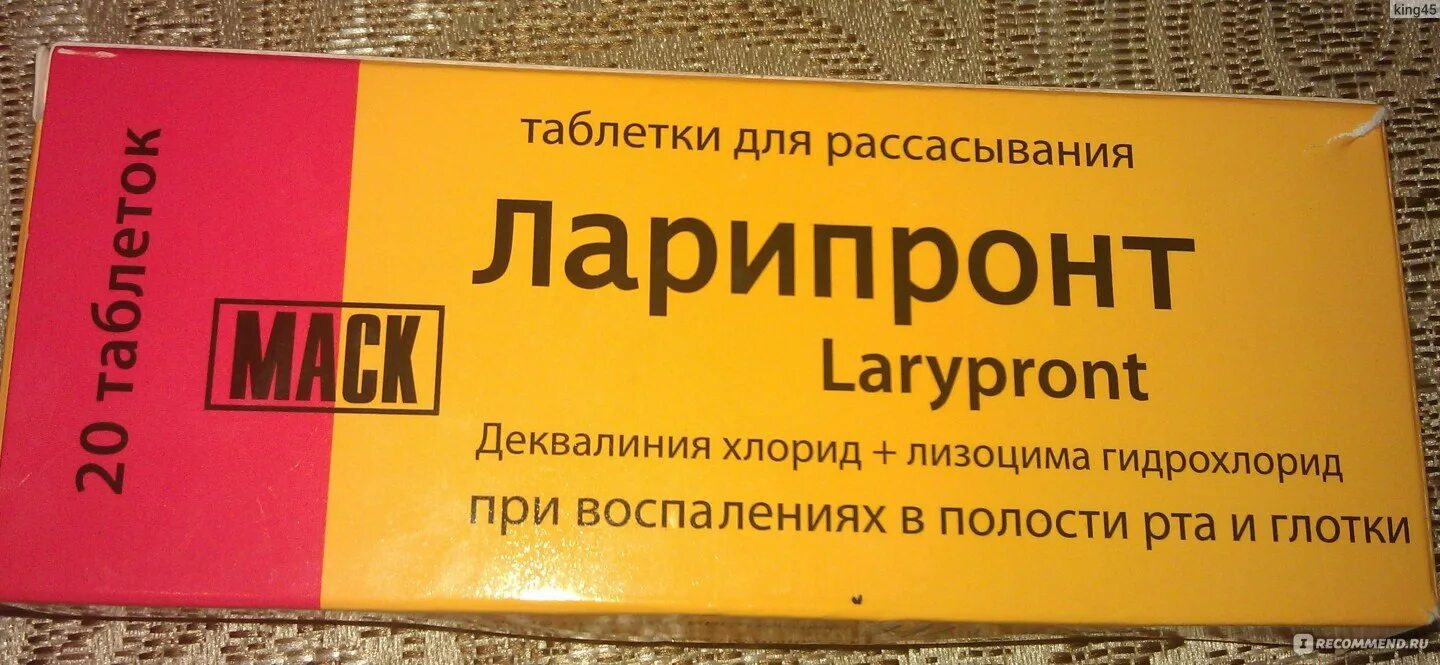 king45
20 таблеток
MACK
таблетки для рассасывания
Ларипронт
Larypront
Деквалиния хлорид + лизоцима гидрохлорид
при воспалениях в полости рта и глотки
IRECOMMEND.RU